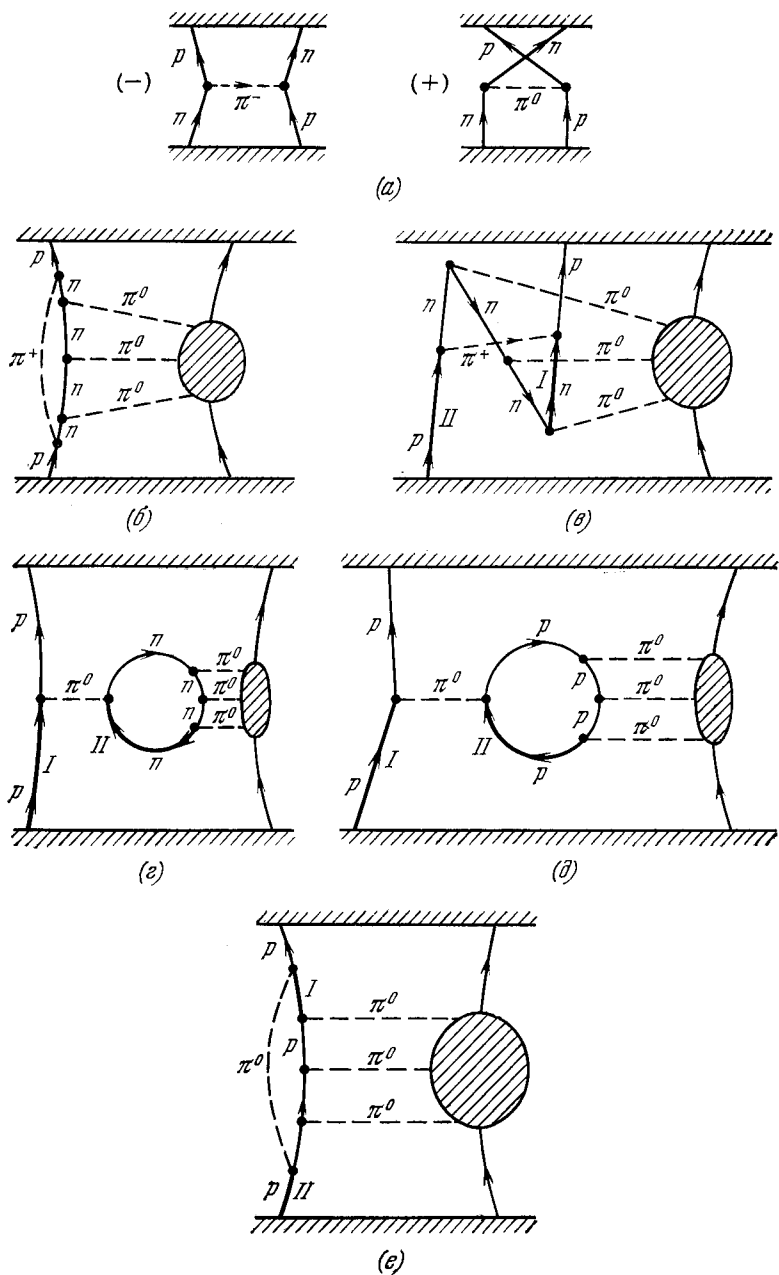 p n p n
(−) π⁻ (+) π⁰
n p n p
(a)
p p
n π⁰ n n π⁰
n
π⁺ π⁰ π⁺ I π⁰
n n n
π⁰ π⁰
n II
p p
(б) (в)
p n p p
π⁰ π⁰
π⁰ n π⁰ π⁰ p π⁰
n π⁰ p π⁰
II II
I n I p
p p
(г) (д)
p
I
π⁰
p
π⁰ π⁰
π⁰
p II
(e)